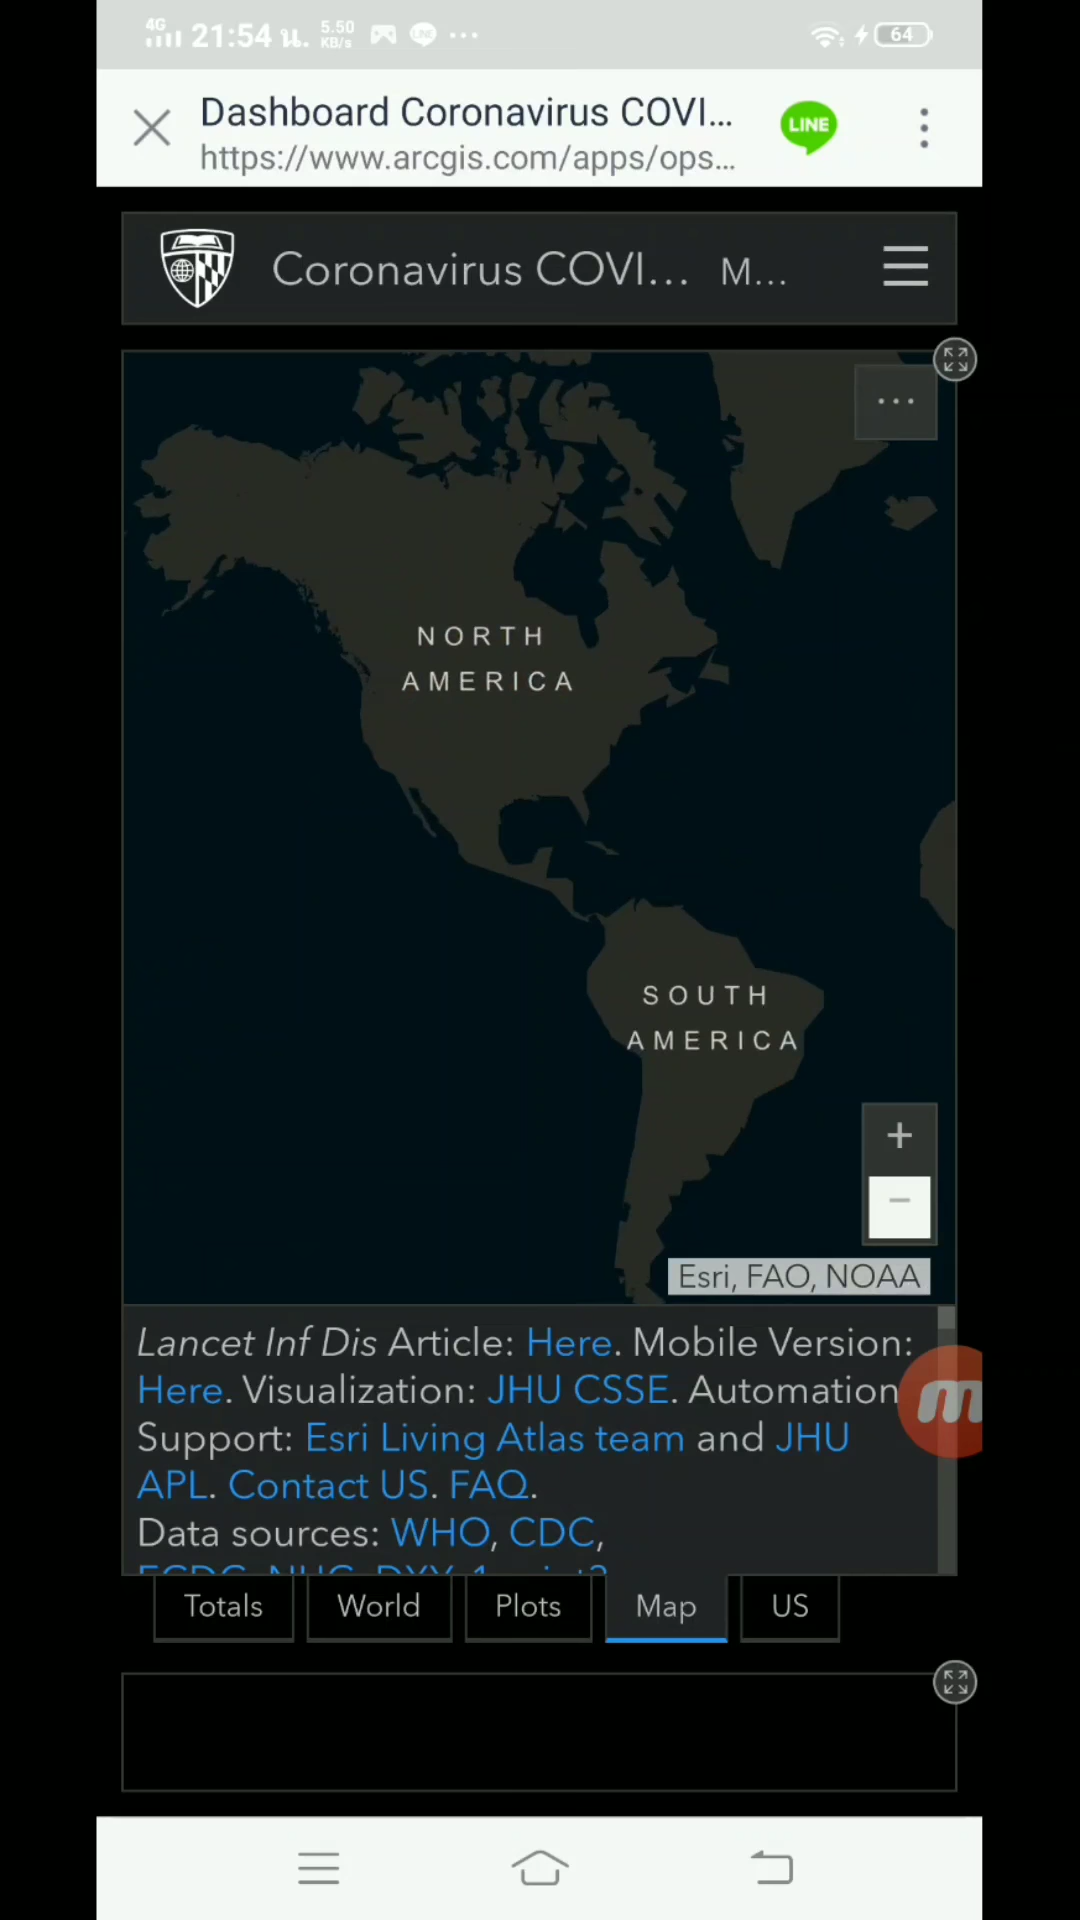 4G 21:54 น. 5.50 KB/s LINE ... 64
Dashboard Coronavirus COVI...
https://www.arcgis.com/apps/ops...
LINE
Coronavirus COVI... M...
...
NORTH
AMERICA
SOUTH
AMERICA
+
−
Esri, FAO, NOAA
Lancet Inf Dis Article: Here. Mobile Version:
Here. Visualization: JHU CSSE. Automation
Support: Esri Living Atlas team and JHU
APL. Contact US. FAQ.
Data sources: WHO, CDC,
Totals World Plots Map US